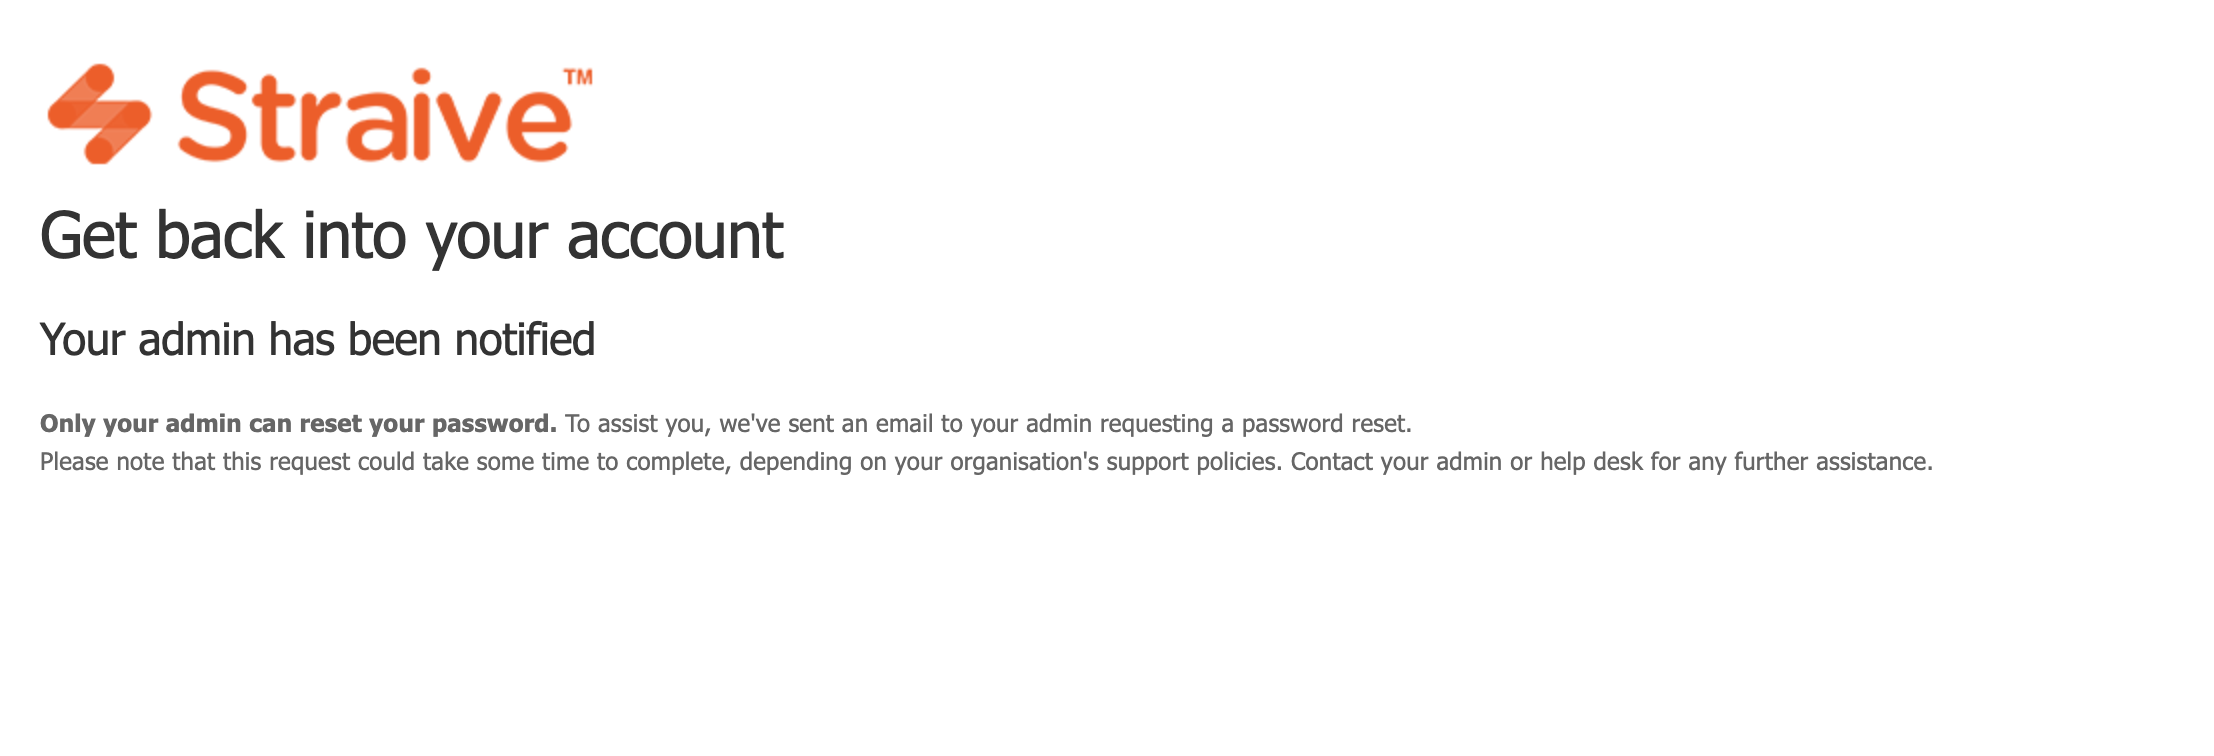 Straive™
Get back into your account
Your admin has been notified
Only your admin can reset your password. To assist you, we've sent an email to your admin requesting a password reset.
Please note that this request could take some time to complete, depending on your organisation's support policies. Contact your admin or help desk for any further assistance.